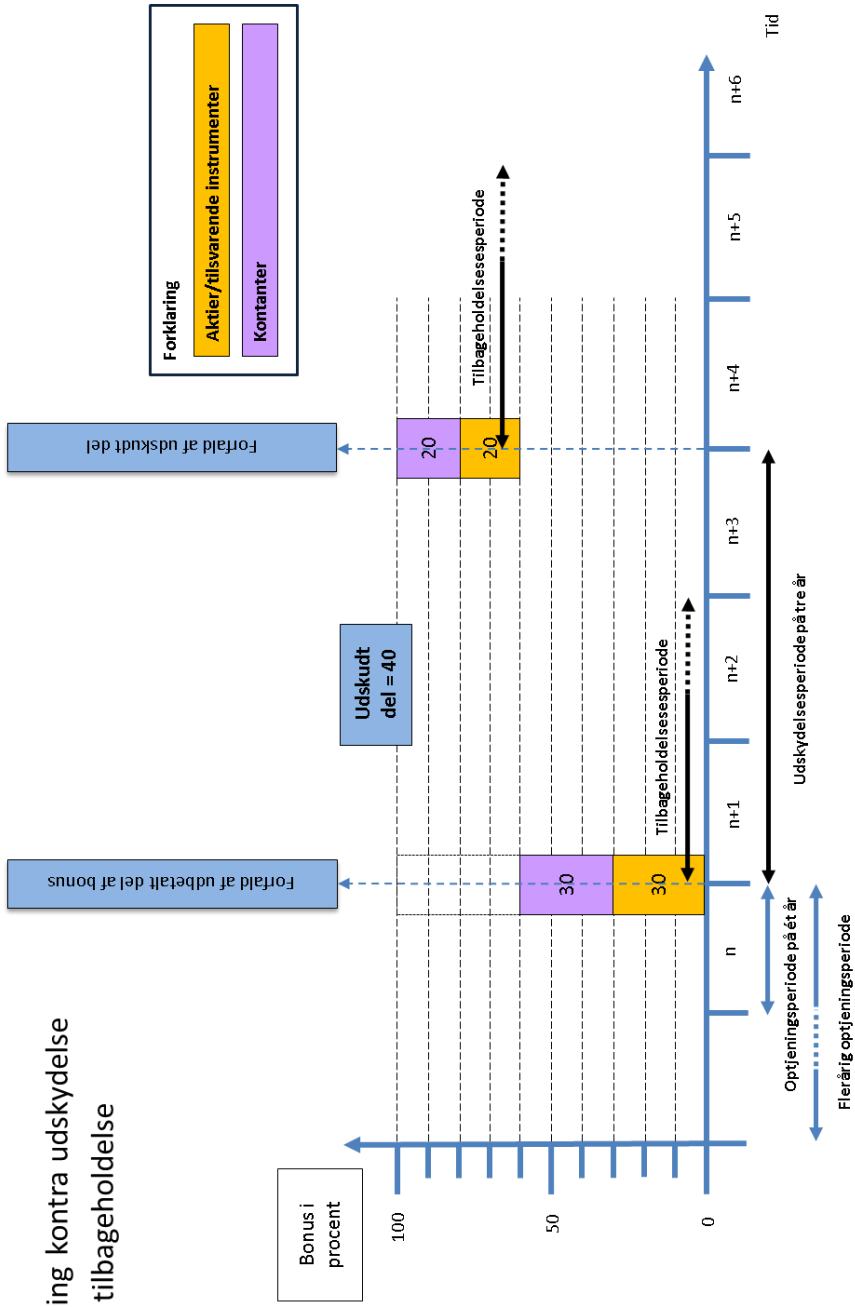 ing kontra udskydelse
tilbageholdelse
Forfald af udbetalt del af bonus
Forfald af udskudt del
Forklaring
Aktier/tilsvarende instrumenter
Kontanter
Bonus i
procent
Udskudt
del = 40
100
50
0
20
20
30
30
Tilbageholdelsesesperiode
Tilbageholdelsesesperiode
n
n+1
n+2
n+3
n+4
n+5
n+6
Tid
Optjeningsperiode på ét år
Udskydelsesperiode på tre år
Flerårig optjeningsperiode